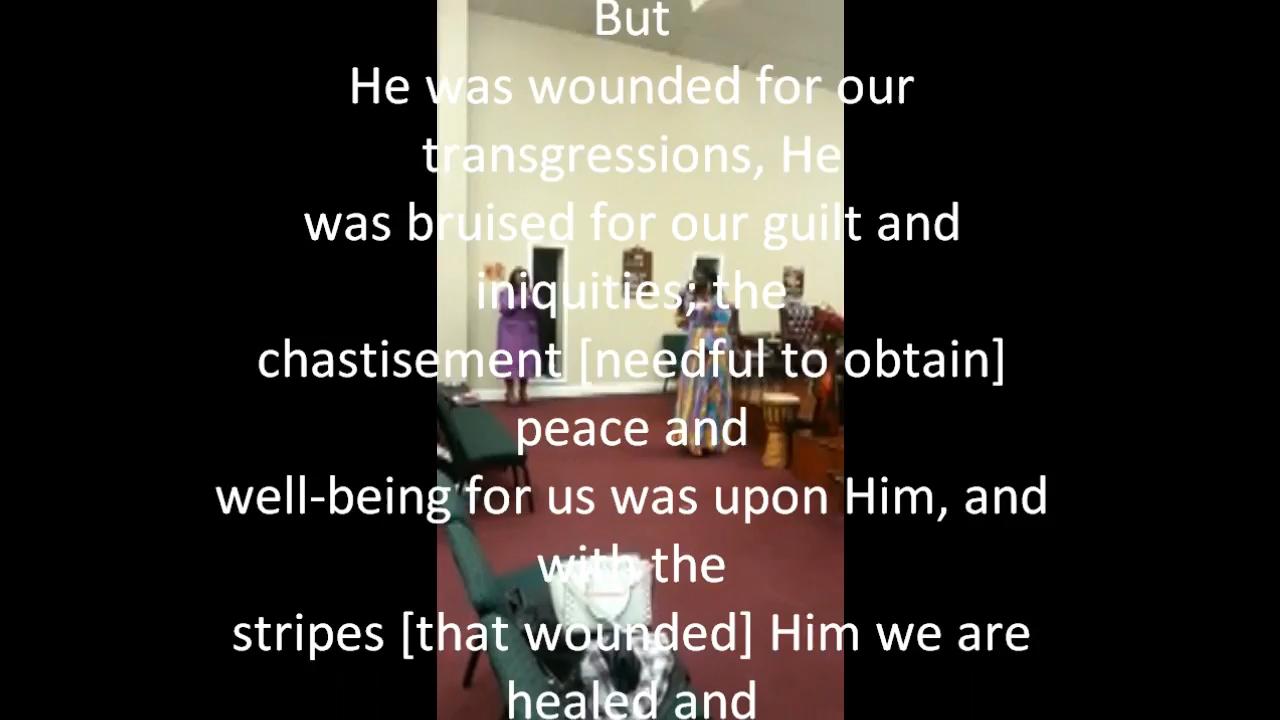 But
He was wounded for our
transgressions, He
was bruised for our guilt and
iniquities; the
chastisement [needful to obtain]
peace and
well-being for us was upon Him, and
with the
stripes [that wounded] Him we are
healed and